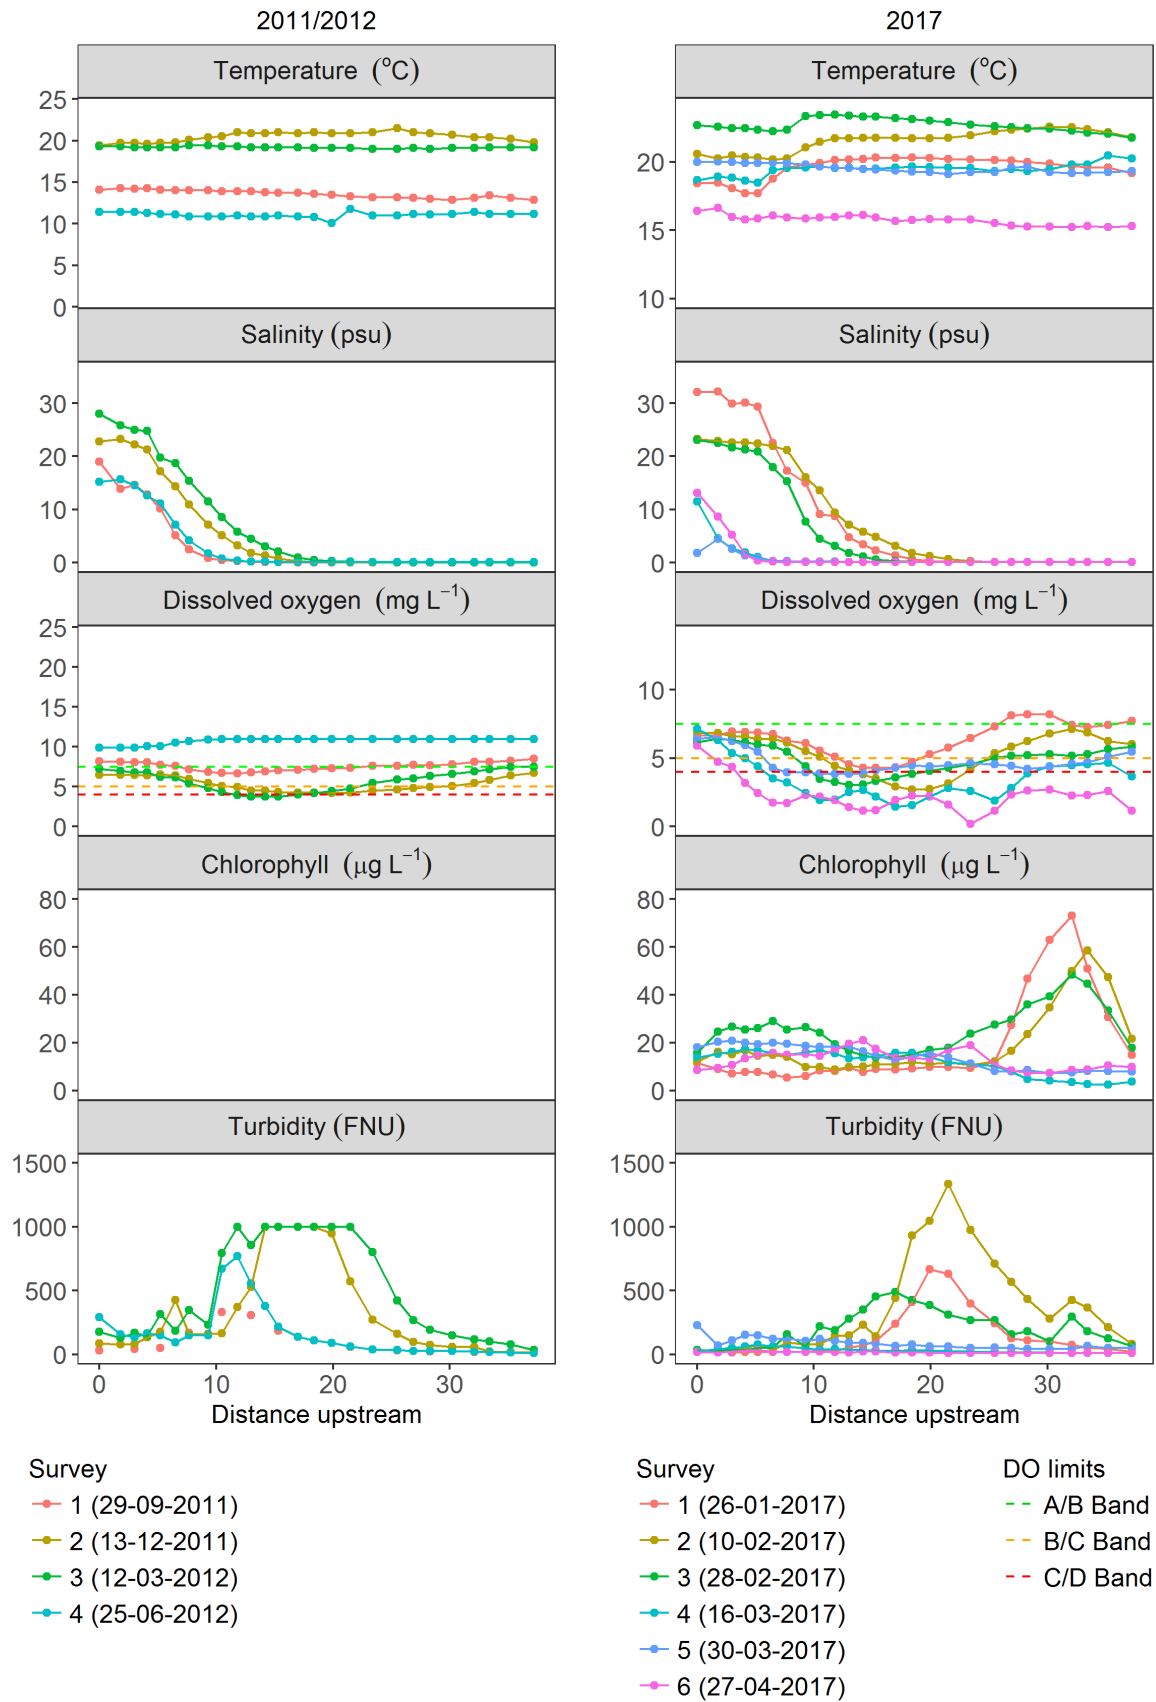 2011/2012
2017
Temperature (°C)
Temperature (°C)
25
20
15
10
5
0
20
15
10
Salinity (psu)
Salinity (psu)
30
20
10
0
30
20
10
0
Dissolved oxygen (mg L⁻¹)
Dissolved oxygen (mg L⁻¹)
25
20
15
10
5
0
10
5
0
Chlorophyll (μg L⁻¹)
Chlorophyll (μg L⁻¹)
80
60
40
20
0
80
60
40
20
0
Turbidity (FNU)
Turbidity (FNU)
1500
1000
500
0
1500
1000
500
0
0 10 20 30
0 10 20 30
Distance upstream
Distance upstream
Survey
1 (29-09-2011)
2 (13-12-2011)
3 (12-03-2012)
4 (25-06-2012)
Survey
1 (26-01-2017)
2 (10-02-2017)
3 (28-02-2017)
4 (16-03-2017)
5 (30-03-2017)
6 (27-04-2017)
DO limits
A/B Band
B/C Band
C/D Band